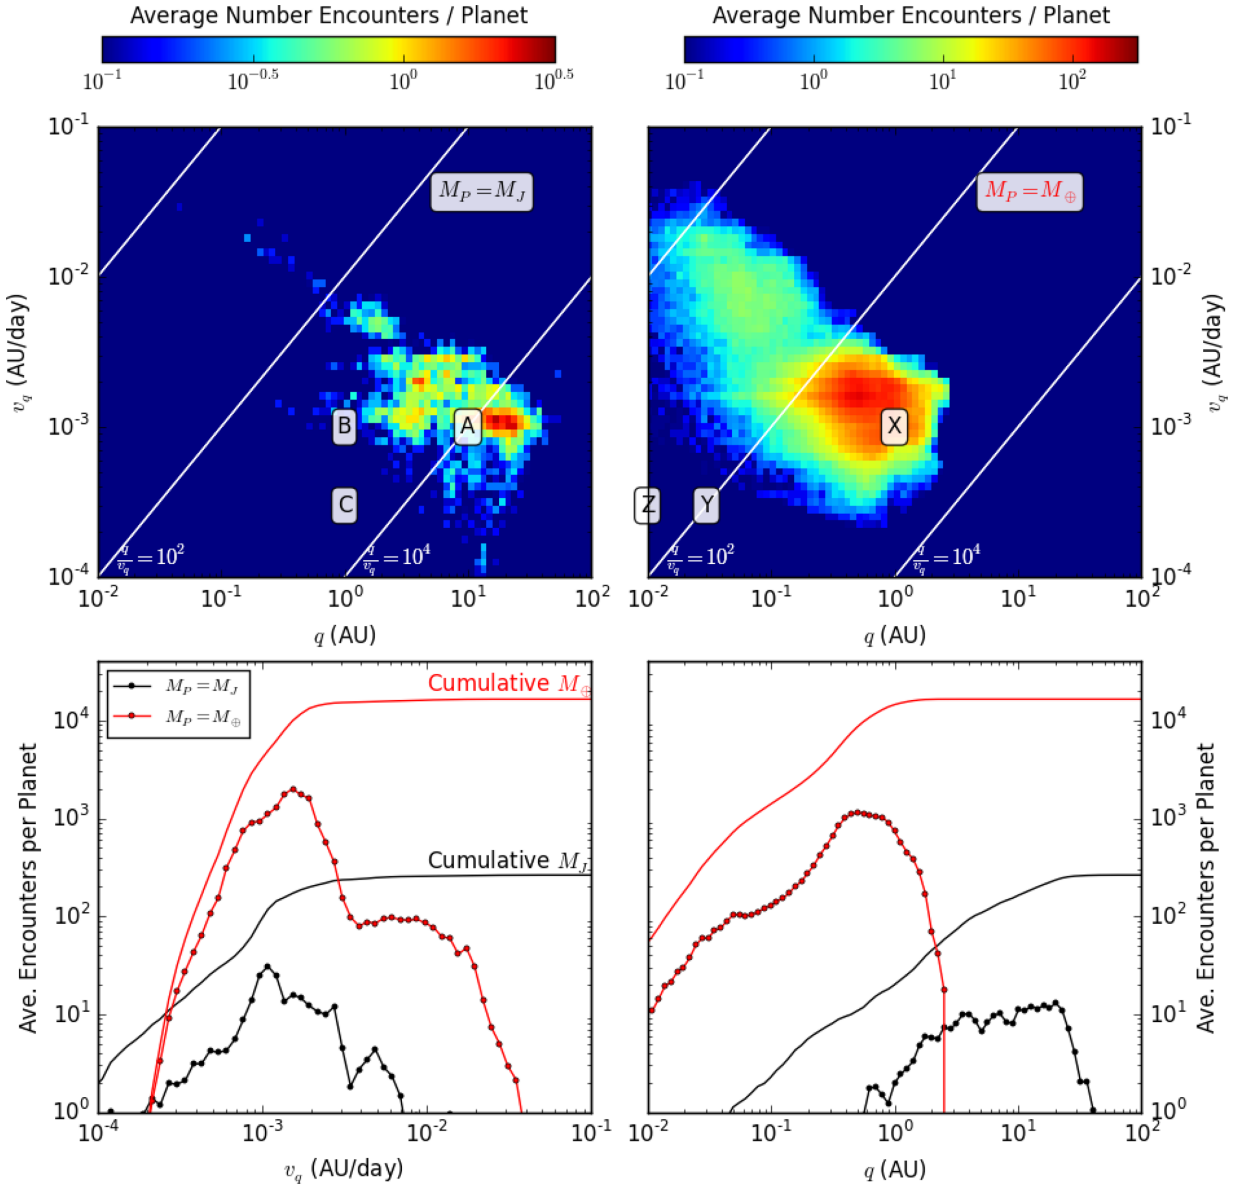 Average Number Encounters / Planet
Average Number Encounters / Planet
10^-1 10^-0.5 10^0 10^0.5
10^-1 10^0 10^1 10^2
10^-1
10^-2
10^-3
10^-4
v_q (AU/day)
M_P = M_J
A
B
C
q/v_q = 10^2
q/v_q = 10^4
10^-2 10^-1 10^0 10^1 10^2
q (AU)
M_P = M_⊕
X
Z
Y
q/v_q = 10^2
q/v_q = 10^4
10^-1
10^-2
10^-3
10^-4
v_q (AU/day)
10^-2 10^-1 10^0 10^1 10^2
q (AU)
M_P = M_J
M_P = M_⊕
Cumulative M_⊕
Cumulative M_J
10^4
10^3
10^2
10^1
10^0
Ave. Encounters per Planet
10^-4 10^-3 10^-2 10^-1
v_q (AU/day)
10^4
10^3
10^2
10^1
10^0
Ave. Encounters per Planet
10^-2 10^-1 10^0 10^1 10^2
q (AU)